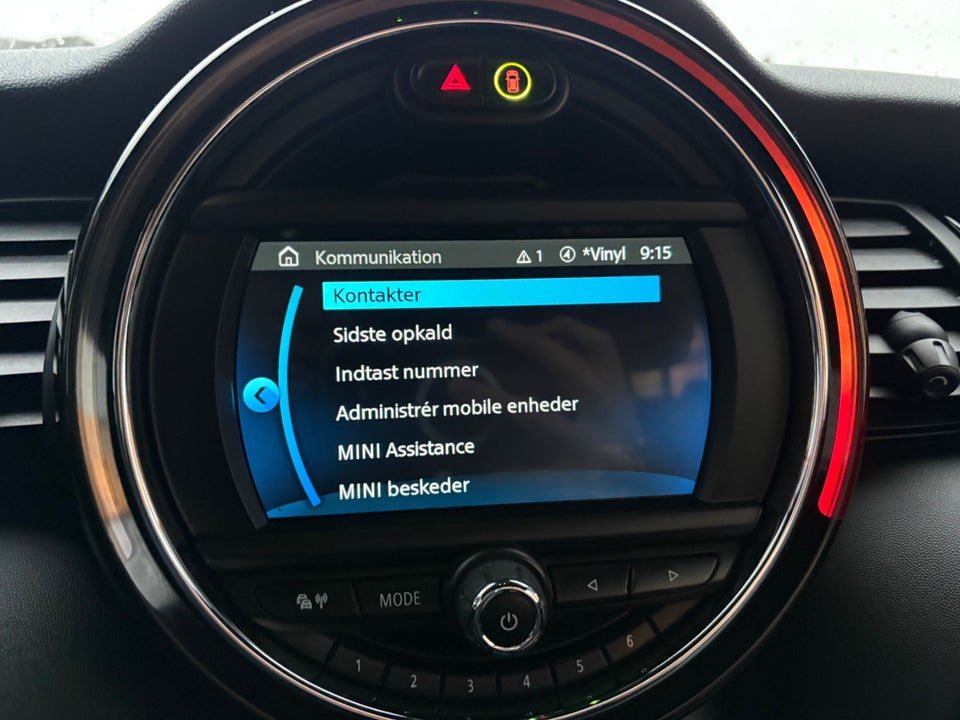 Kommunikation 1 *Vinyl 9:15
Kontakter
Sidste opkald
Indtast nummer
Administrér mobile enheder
MINI Assistance
MINI beskeder
MODE
1 2 3 4 5 6